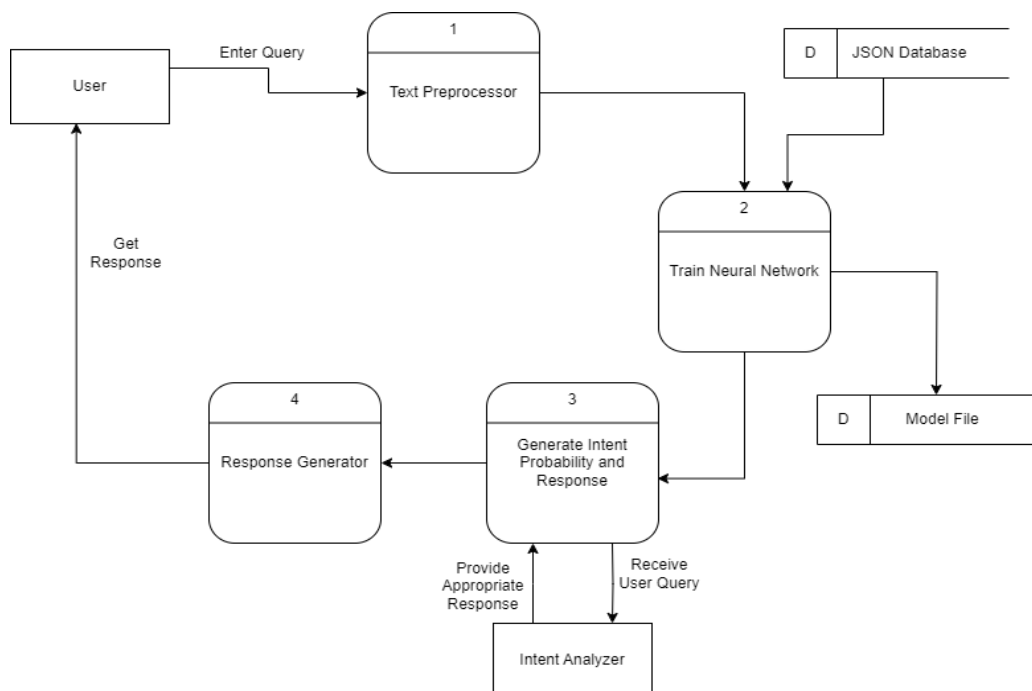 1
Enter Query
D
JSON Database
User
Text Preprocessor
2
Get
Response
Train Neural Network
4
3
D
Model File
Response Generator
Generate Intent
Probability and
Response
Provide
Appropriate
Response
Receive
User Query
Intent Analyzer